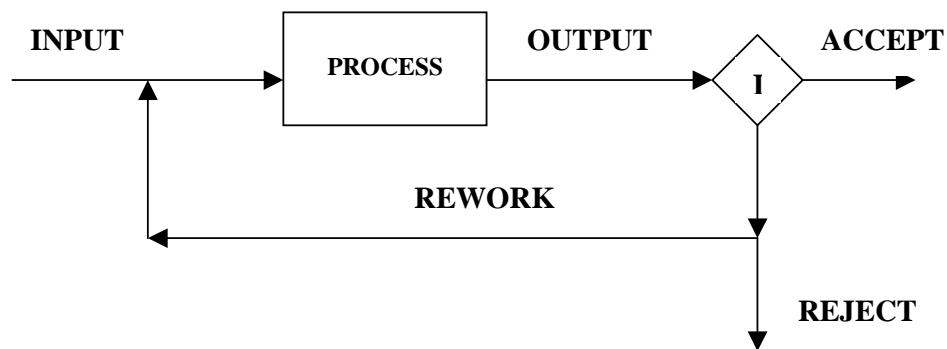 INPUT
OUTPUT
ACCEPT
PROCESS
I
REWORK
REJECT